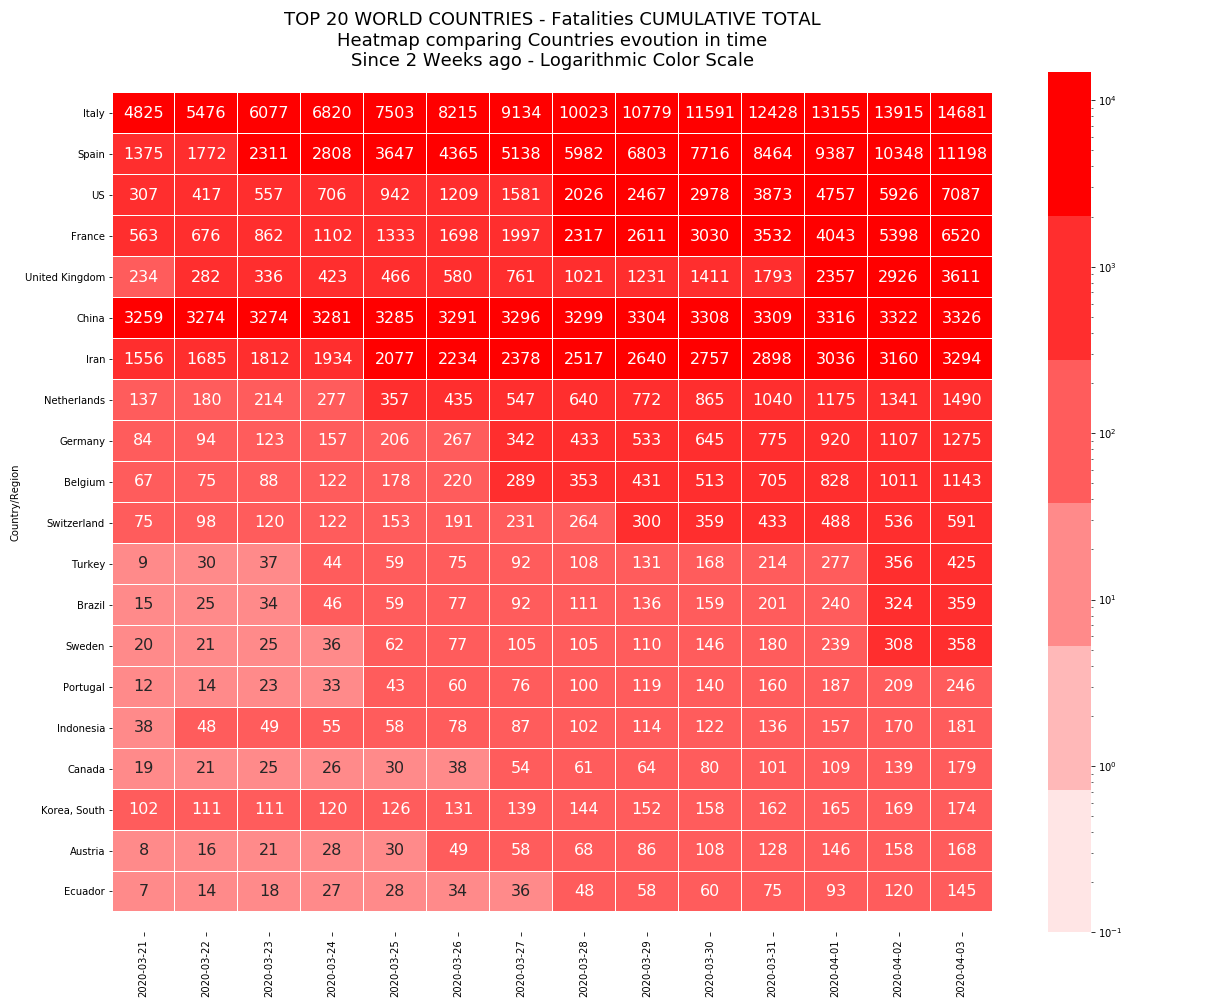 TOP 20 WORLD COUNTRIES - Fatalities CUMULATIVE TOTAL
Heatmap comparing Countries evoution in time
Since 2 Weeks ago - Logarithmic Color Scale
Country/Region
Italy 4825 5476 6077 6820 7503 8215 9134 10023 10779 11591 12428 13155 13915 14681
Spain 1375 1772 2311 2808 3647 4365 5138 5982 6803 7716 8464 9387 10348 11198
US 307 417 557 706 942 1209 1581 2026 2467 2978 3873 4757 5926 7087
France 563 676 862 1102 1333 1698 1997 2317 2611 3030 3532 4043 5398 6520
United Kingdom 234 282 336 423 466 580 761 1021 1231 1411 1793 2357 2926 3611
China 3259 3274 3274 3281 3285 3291 3296 3299 3304 3308 3309 3316 3322 3326
Iran 1556 1685 1812 1934 2077 2234 2378 2517 2640 2757 2898 3036 3160 3294
Netherlands 137 180 214 277 357 435 547 640 772 865 1040 1175 1341 1490
Germany 84 94 123 157 206 267 342 433 533 645 775 920 1107 1275
Belgium 67 75 88 122 178 220 289 353 431 513 705 828 1011 1143
Switzerland 75 98 120 122 153 191 231 264 300 359 433 488 536 591
Turkey 9 30 37 44 59 75 92 108 131 168 214 277 356 425
Brazil 15 25 34 46 59 77 92 111 136 159 201 240 324 359
Sweden 20 21 25 36 62 77 105 105 110 146 180 239 308 358
Portugal 12 14 23 33 43 60 76 100 119 140 160 187 209 246
Indonesia 38 48 49 55 58 78 87 102 114 122 136 157 170 181
Canada 19 21 25 26 30 38 54 61 64 80 101 109 139 179
Korea, South 102 111 111 120 126 131 139 144 152 158 162 165 169 174
Austria 8 16 21 28 30 49 58 68 86 108 128 146 158 168
Ecuador 7 14 18 27 28 34 36 48 58 60 75 93 120 145
2020-03-21 2020-03-22 2020-03-23 2020-03-24 2020-03-25 2020-03-26 2020-03-27 2020-03-28 2020-03-29 2020-03-30 2020-03-31 2020-04-01 2020-04-02 2020-04-03
10⁴
10³
10²
10¹
10⁰
10⁻¹